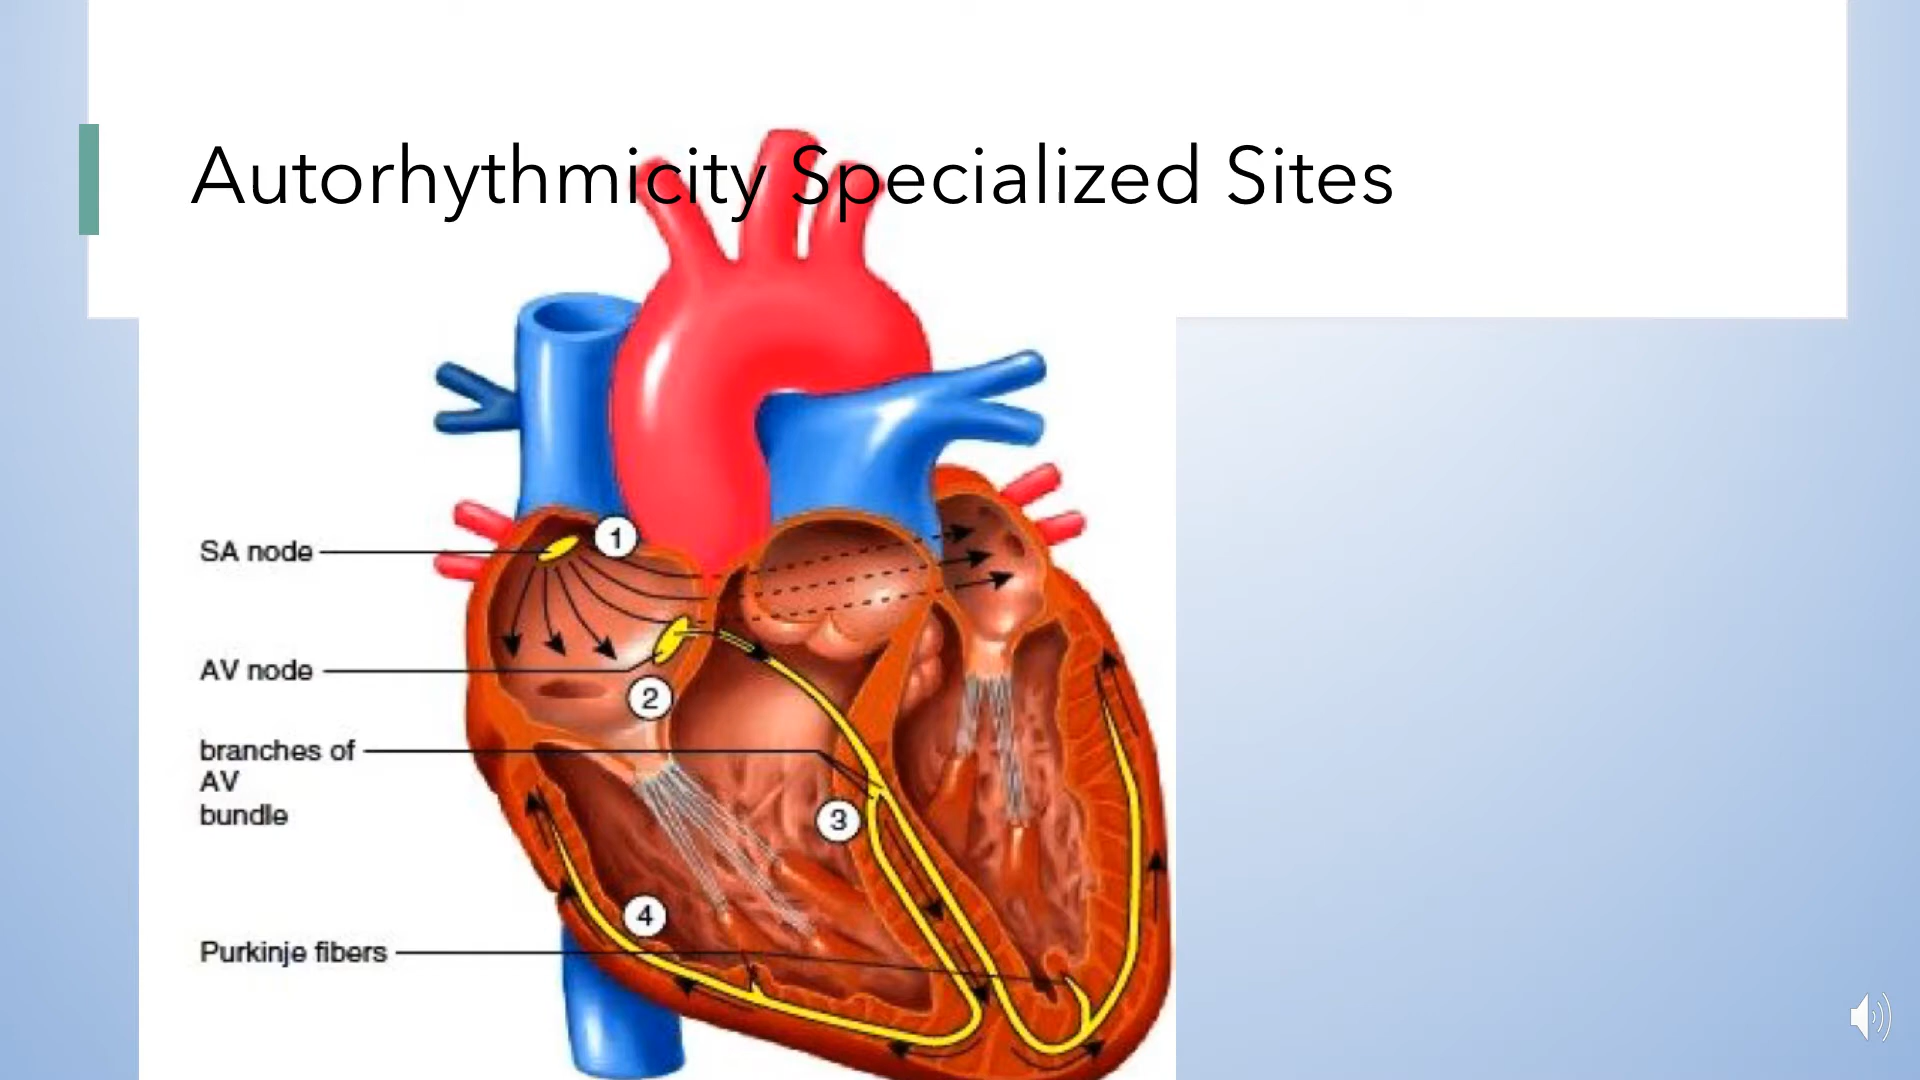 Autorhythmicity Specialized Sites
1
SA node
AV node
2
branches of
AV
bundle
3
4
Purkinje fibers